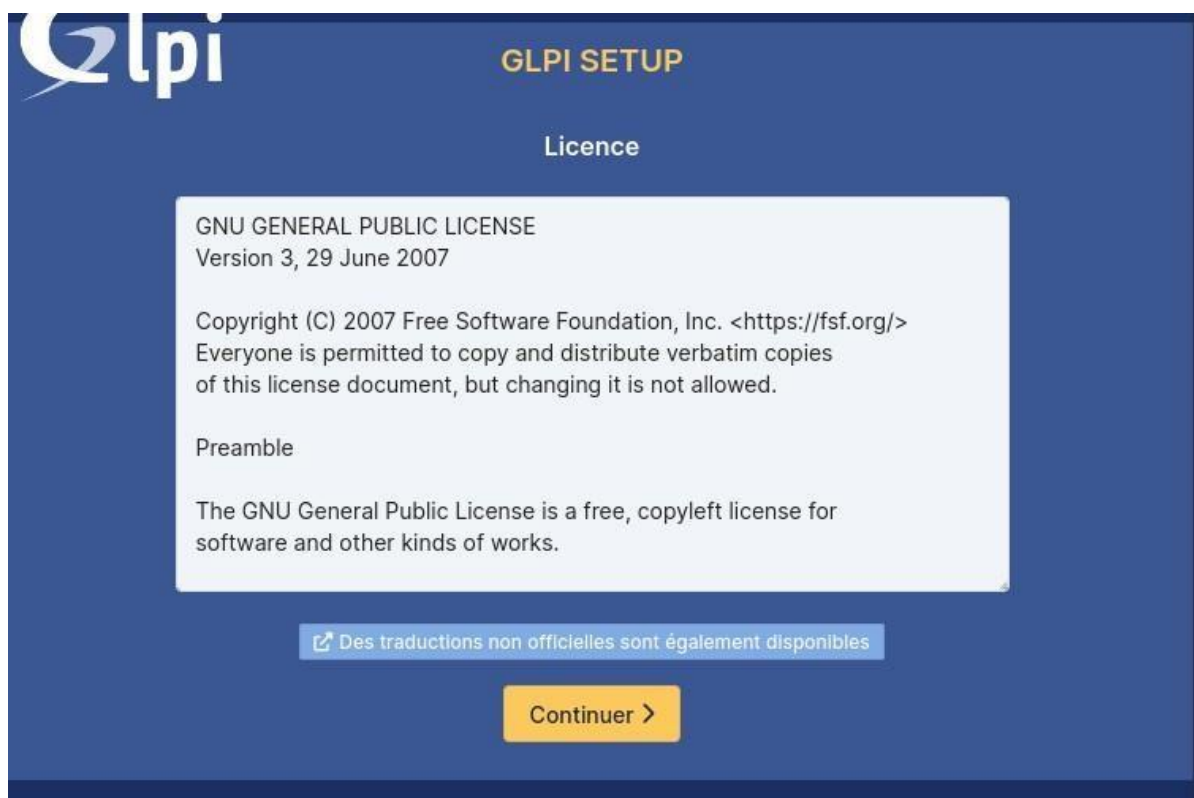 Glpi
GLPI SETUP
Licence
GNU GENERAL PUBLIC LICENSE
Version 3, 29 June 2007
Copyright (C) 2007 Free Software Foundation, Inc. <https://fsf.org/>
Everyone is permitted to copy and distribute verbatim copies
of this license document, but changing it is not allowed.
Preamble
The GNU General Public License is a free, copyleft license for
software and other kinds of works.
Des traductions non officielles sont également disponibles
Continuer >